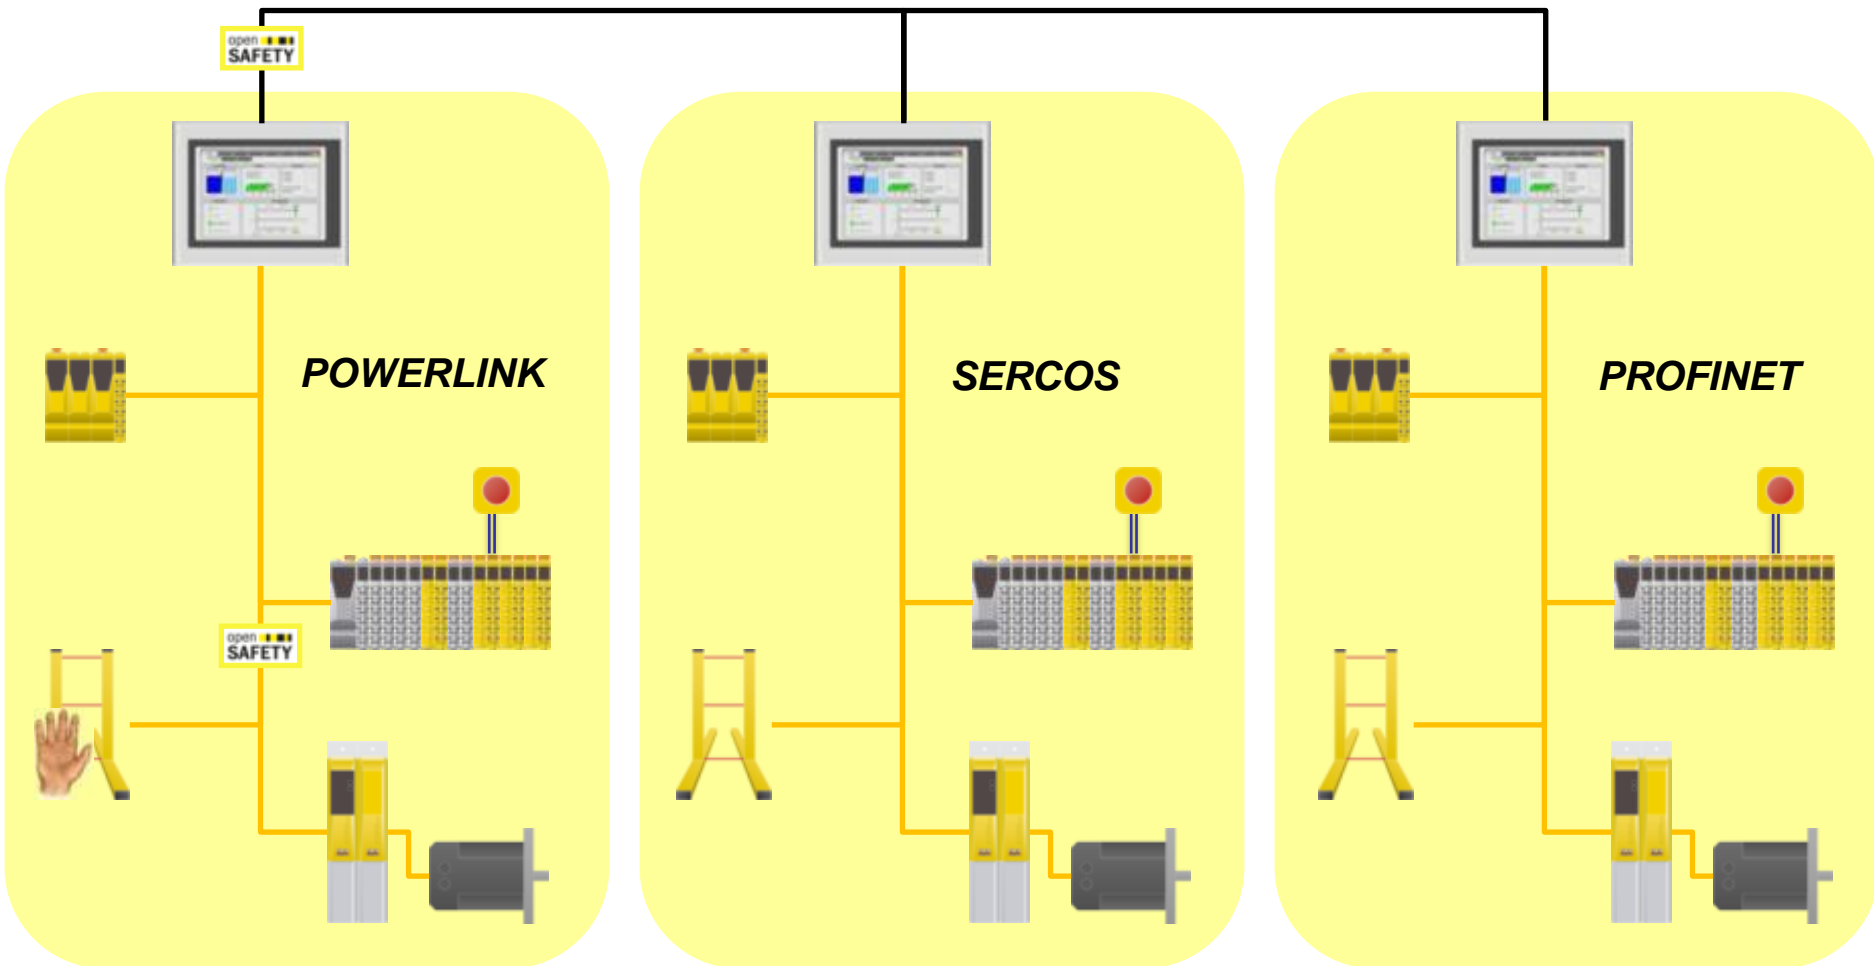 open
SAFETY
POWERLINK
SERCOS
PROFINET
open
SAFETY